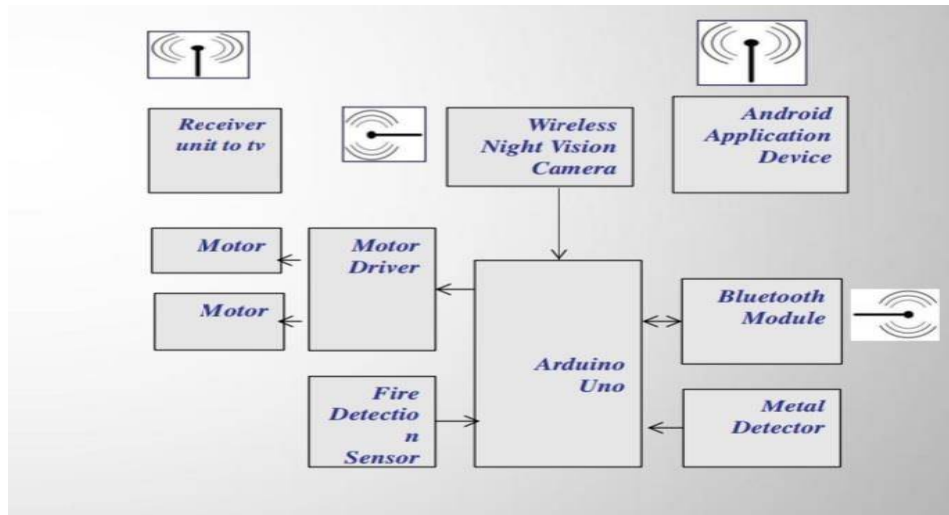 Receiver
unit to tv
Wireless
Night Vision
Camera
Android
Application
Device
Motor
Motor
Driver
Motor
Bluetooth
Module
Arduino
Uno
Fire
Detectio
n
Sensor
Metal
Detector